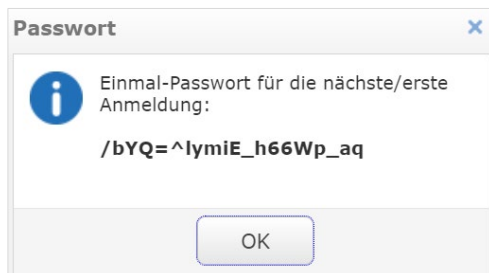 Passwort
Einmal-Passwort für die nächste/erste
Anmeldung:
/bYQ=^lymiE_h66Wp_aq
OK